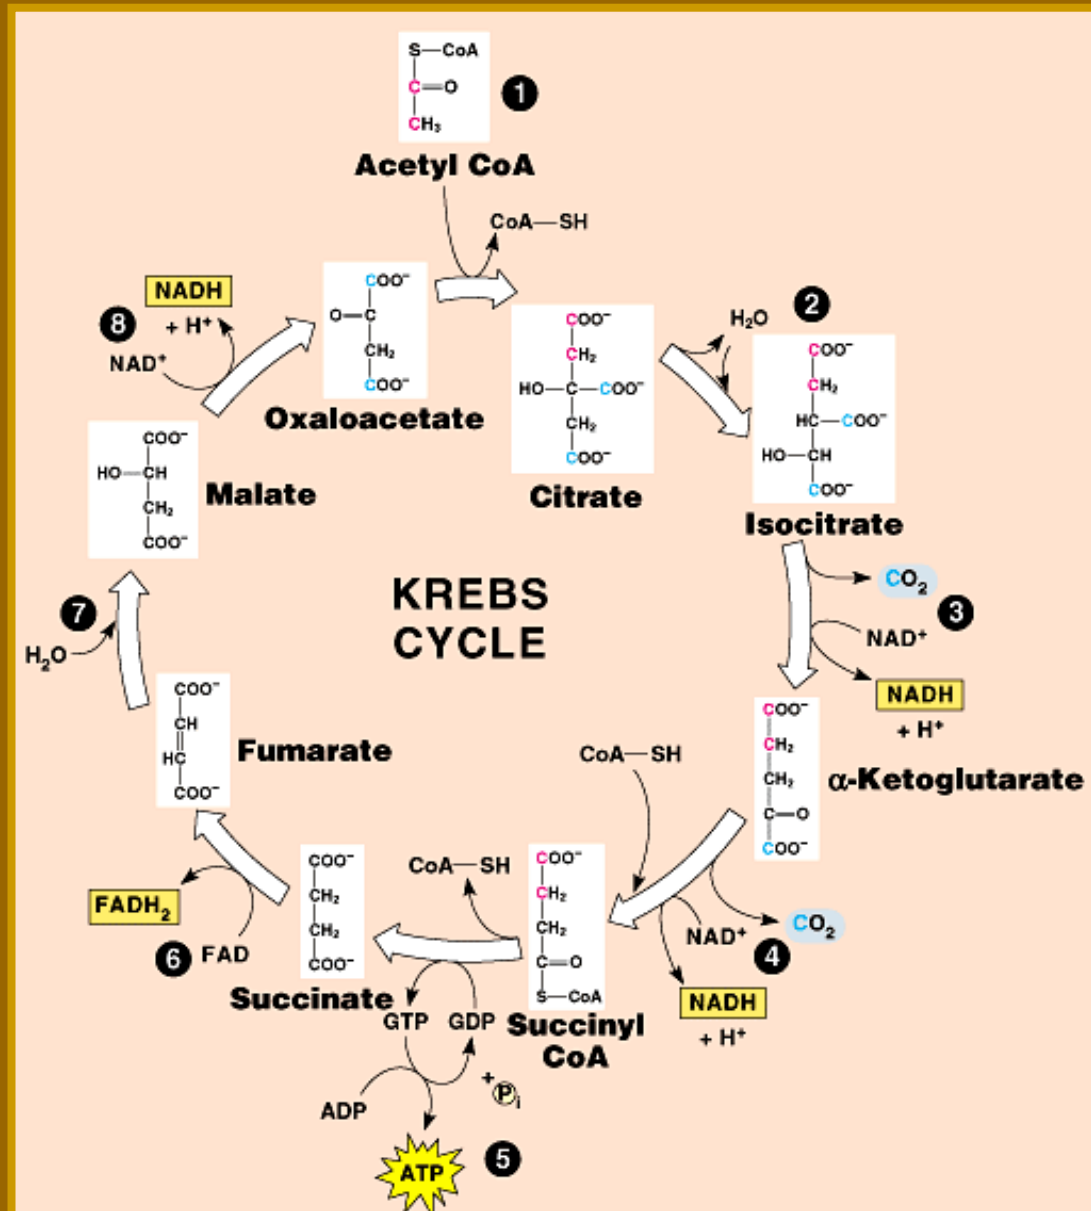 S—CoA
C=O
CH₃
1
Acetyl CoA
CoA—SH
NADH
+ H⁺
8
NAD⁺
COO⁻
O—C
CH₂
COO⁻
Oxaloacetate
COO⁻
CH₂
HO—C—COO⁻
CH₂
COO⁻
Citrate
H₂O
2
COO⁻
CH₂
HC—COO⁻
HO—CH
COO⁻
Isocitrate
COO⁻
HO—CH
CH₂
COO⁻
Malate
KREBS
CYCLE
CO₂
3
NAD⁺
NADH
+ H⁺
7
H₂O
COO⁻
CH
HC
COO⁻
Fumarate
CoA—SH
COO⁻
CH₂
CH₂
C—O
COO⁻
α-Ketoglutarate
CoA—SH
COO⁻
CH₂
CH₂
C=O
S—CoA
Succinyl
CoA
NAD⁺
4
CO₂
NADH
+ H⁺
COO⁻
CH₂
CH₂
COO⁻
Succinate
FADH₂
6
FAD
GTP
GDP
+ Pi
ADP
ATP
5